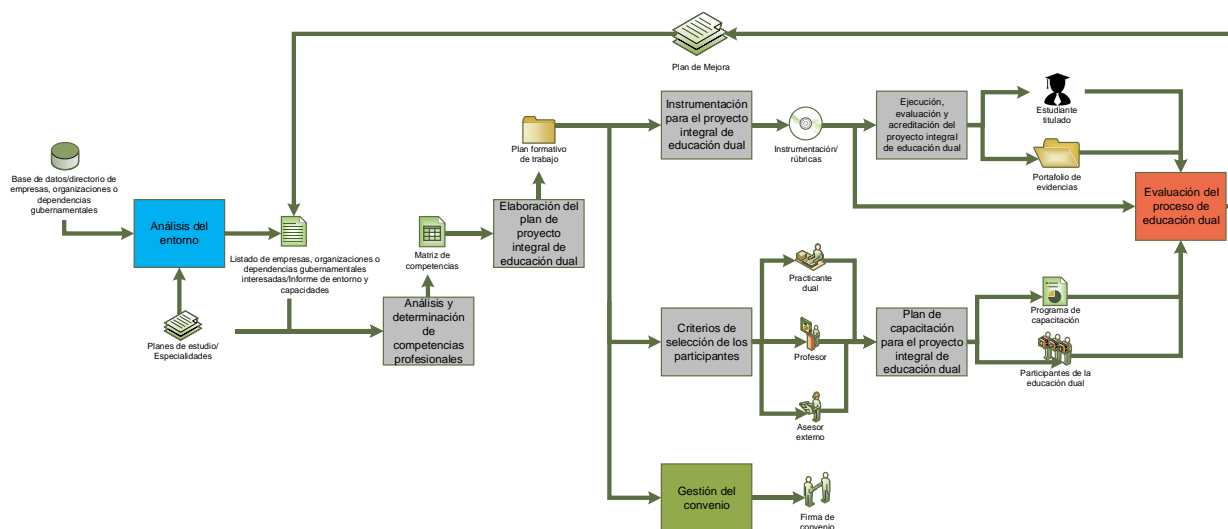 Plan de Mejora
Instrumentación
para el proyecto
integral de
educación dual
Instrumentación/
rúbricas
Ejecución,
evaluación y
acreditación del
proyecto integral
de educación dual
Estudiante
titulado
Portafolio de
evidencias
Plan formativo
de trabajo
Base de datos/directorio de
empresas, organizaciones o
dependencias
gubernamentales
Análisis del
entorno
Listado de empresas, organizaciones o
dependencias gubernamentales
interesadas/Informe de entorno y
capacidades
Matriz de
competencias
Elaboración del
plan de
proyecto
integral de
educación dual
Evaluación del
proceso de
educación dual
Planes de estudio/
Especialidades
Análisis y
determinación
de
competencias
profesionales
Criterios de
selección de los
participantes
Practicante
dual
Profesor
Asesor
externo
Plan de
capacitación
para el proyecto
integral de
educación dual
Programa de
capacitación
Participantes de la
educación dual
Gestión del
convenio
Firma de
convenio